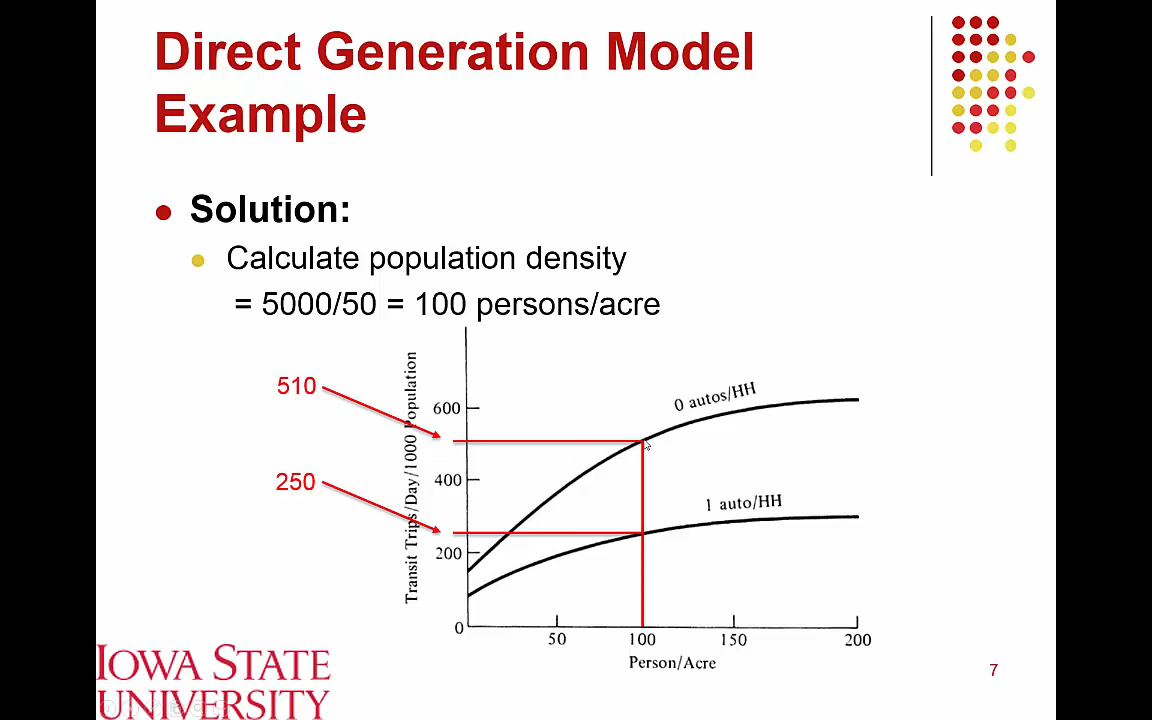 Direct Generation Model
Example
Solution:
Calculate population density
= 5000/50 = 100 persons/acre
510
250
Transit Trips/Day/1000 Population
600
400
200
0
0 autos/HH
1 auto/HH
50
100
150
200
Person/Acre
IOWA STATE
UNIVERSITY
7